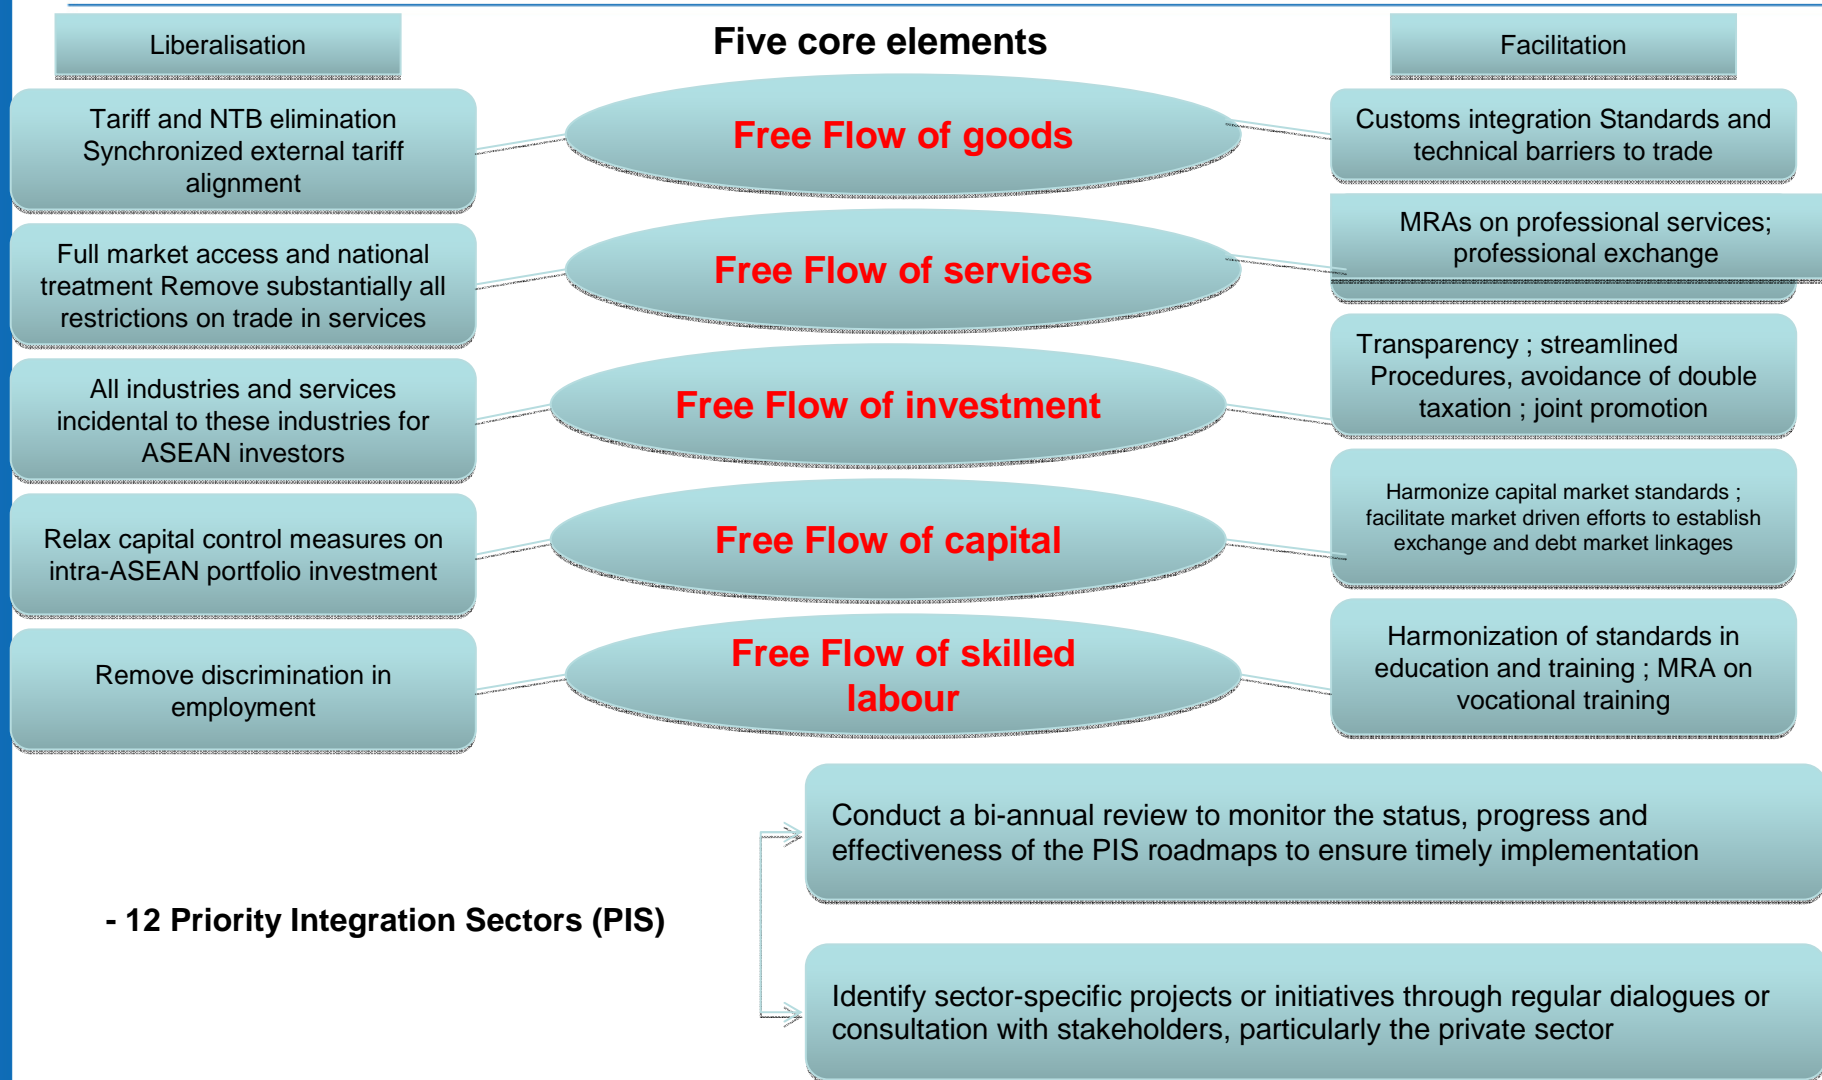 Liberalisation
Five core elements
Facilitation
Tariff and NTB elimination
Synchronized external tariff
alignment
Free Flow of goods
Customs integration Standards and
technical barriers to trade
Full market access and national
treatment Remove substantially all
restrictions on trade in services
Free Flow of services
MRAs on professional services;
professional exchange
All industries and services
incidental to these industries for
ASEAN investors
Free Flow of investment
Transparency ; streamlined
Procedures, avoidance of double
taxation ; joint promotion
Relax capital control measures on
intra-ASEAN portfolio investment
Free Flow of capital
Harmonize capital market standards ;
facilitate market driven efforts to establish
exchange and debt market linkages
Remove discrimination in
employment
Free Flow of skilled
labour
Harmonization of standards in
education and training ; MRA on
vocational training
- 12 Priority Integration Sectors (PIS)
Conduct a bi-annual review to monitor the status, progress and
effectiveness of the PIS roadmaps to ensure timely implementation
Identify sector-specific projects or initiatives through regular dialogues or
consultation with stakeholders, particularly the private sector